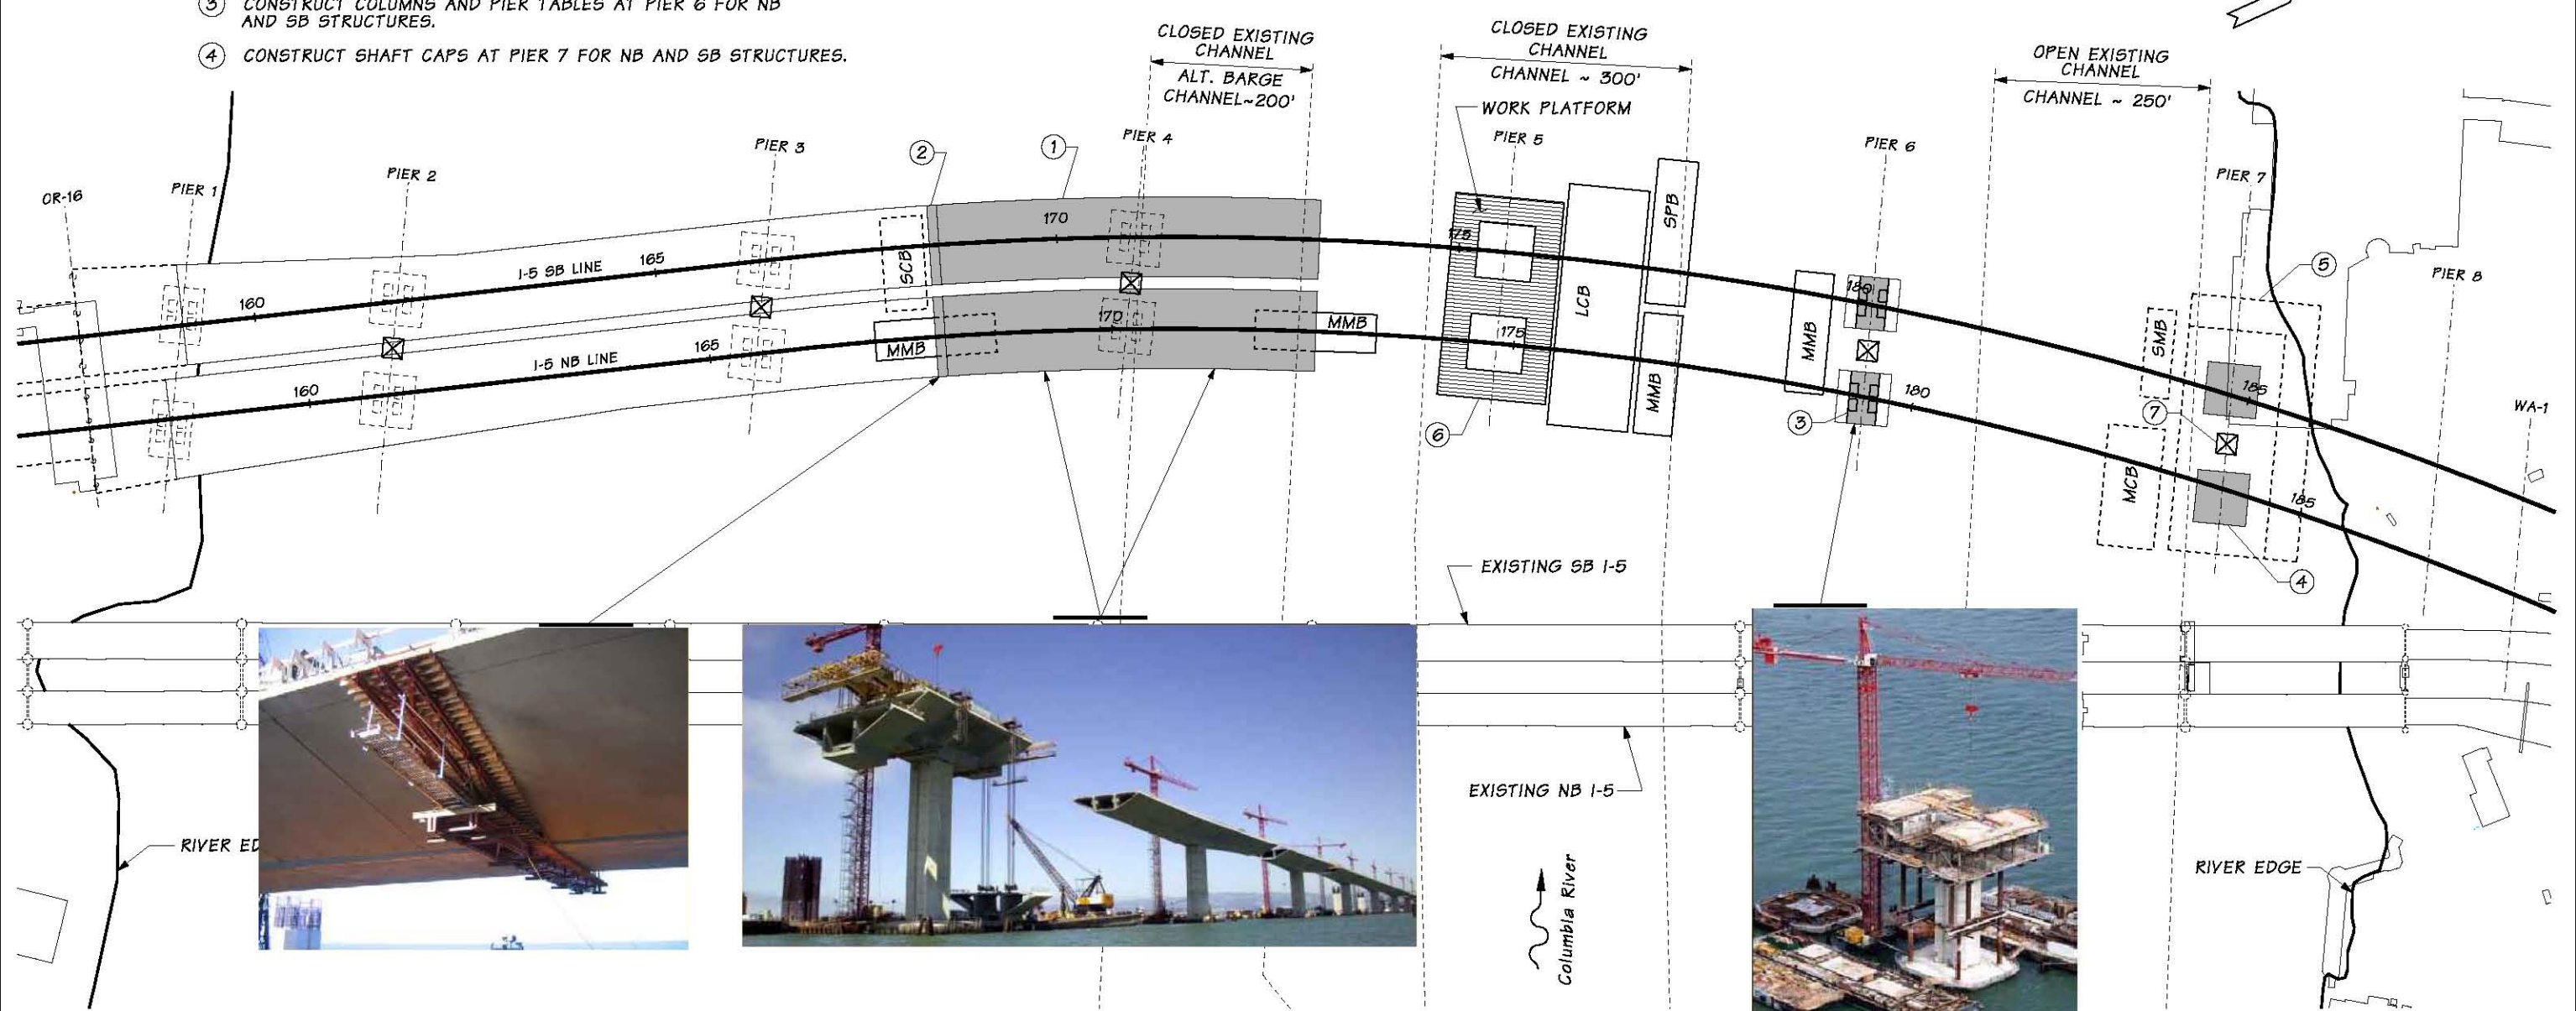 ③ CONSTRUCT COLUMNS AND PIER TABLES AT PIER 6 FOR NB
AND SB STRUCTURES.
④ CONSTRUCT SHAFT CAPS AT PIER 7 FOR NB AND SB STRUCTURES.
CLOSED EXISTING
CHANNEL
ALT. BARGE
CHANNEL~200'
CLOSED EXISTING
CHANNEL
CHANNEL ~ 300'
OPEN EXISTING
CHANNEL
CHANNEL ~ 250'
WORK PLATFORM
OR-16
PIER 1
PIER 2
PIER 3
②
①
PIER 4
PIER 5
PIER 6
PIER 7
PIER 8
WA-1
160
I-5 SB LINE
165
SCB
170
175
LCB
SPB
180
SMB
185
⑤
160
I-5 NB LINE
165
MMB
170
MMB
175
MMB
MMB
180
MCB
185
⑥
③
⑦
④
EXISTING SB I-5
EXISTING NB I-5
RIVER ED
Columbia River
RIVER EDGE